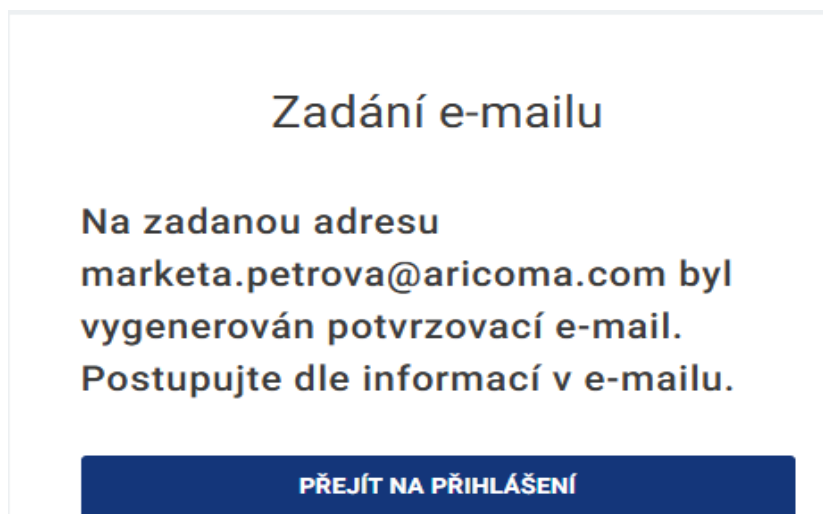 Zadání e-mailu
Na zadanou adresu
marketa.petrova@aricoma.com byl
vygenerován potvrzovací e-mail.
Postupujte dle informací v e-mailu.
PŘEJÍT NA PŘIHLÁŠENÍ